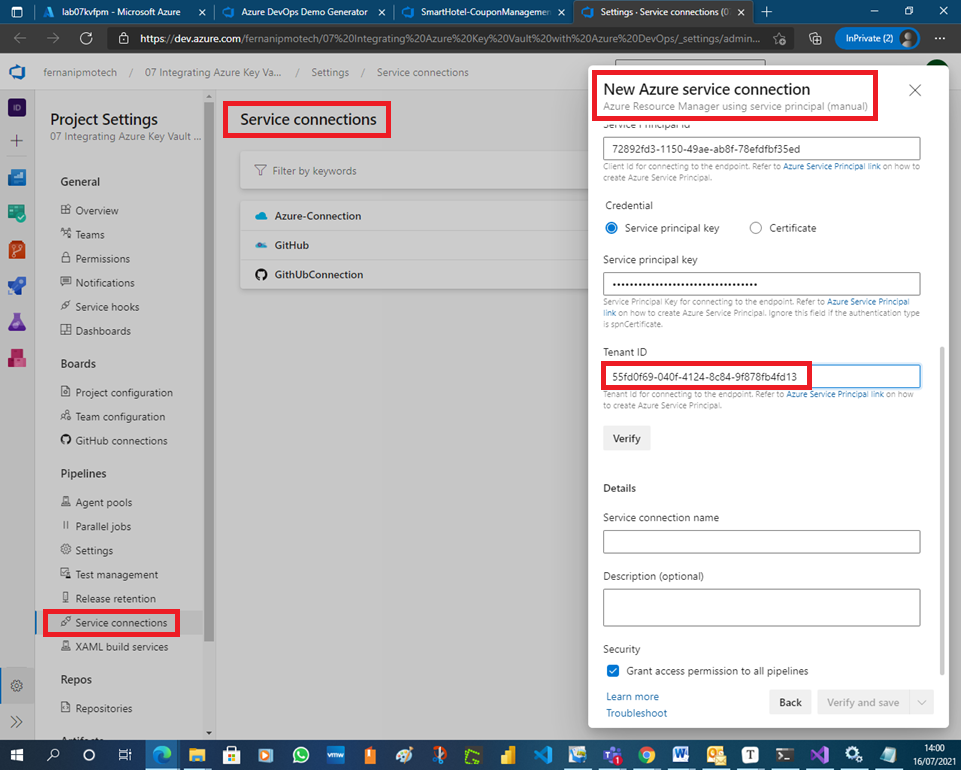 lab07kvfpm - Microsoft Azure
Azure DevOps Demo Generator
SmartHotel-CouponManagemen
Settings · Service connections (0
https://dev.azure.com/fernanipmotech/07%20Integrating%20Azure%20Key%20Vault%20with%20Azure%20DevOps/_settings/admin...
InPrivate (2)
fernanipmotech / 07 Integrating Azure Key Va... / Settings / Service connections
ID
Project Settings
07 Integrating Azure Key Vault ...
General
Overview
Teams
Permissions
Notifications
Service hooks
Dashboards
Boards
Project configuration
Team configuration
GitHub connections
Pipelines
Agent pools
Parallel jobs
Settings
Test management
Release retention
Service connections
XAML build services
Repos
Repositories
Artifacts
Service connections
Filter by keywords
Azure-Connection
GitHub
GithUbConnection
New Azure service connection
Azure Resource Manager using service principal (manual)
Service Principal Id
72892fd3-1150-49ae-ab8f-78efdfbf35ed
Client Id for connecting to the endpoint. Refer to Azure Service Principal link on how to
create Azure Service Principal.
Credential
Service principal key
Certificate
Service principal key
Service Principal Key for connecting to the endpoint. Refer to Azure Service Principal
link on how to create Azure Service Principal. Ignore this field if the authentication type
is spnCertificate.
Tenant ID
55fd0f69-040f-4124-8c84-9f878fb4fd13
Tenant Id for connecting to the endpoint. Refer to Azure Service Principal link on how
to create Azure Service Principal.
Verify
Details
Service connection name
Description (optional)
Security
Grant access permission to all pipelines
Learn more
Troubleshoot
Back
Verify and save
vmw
14:00
16/07/2021